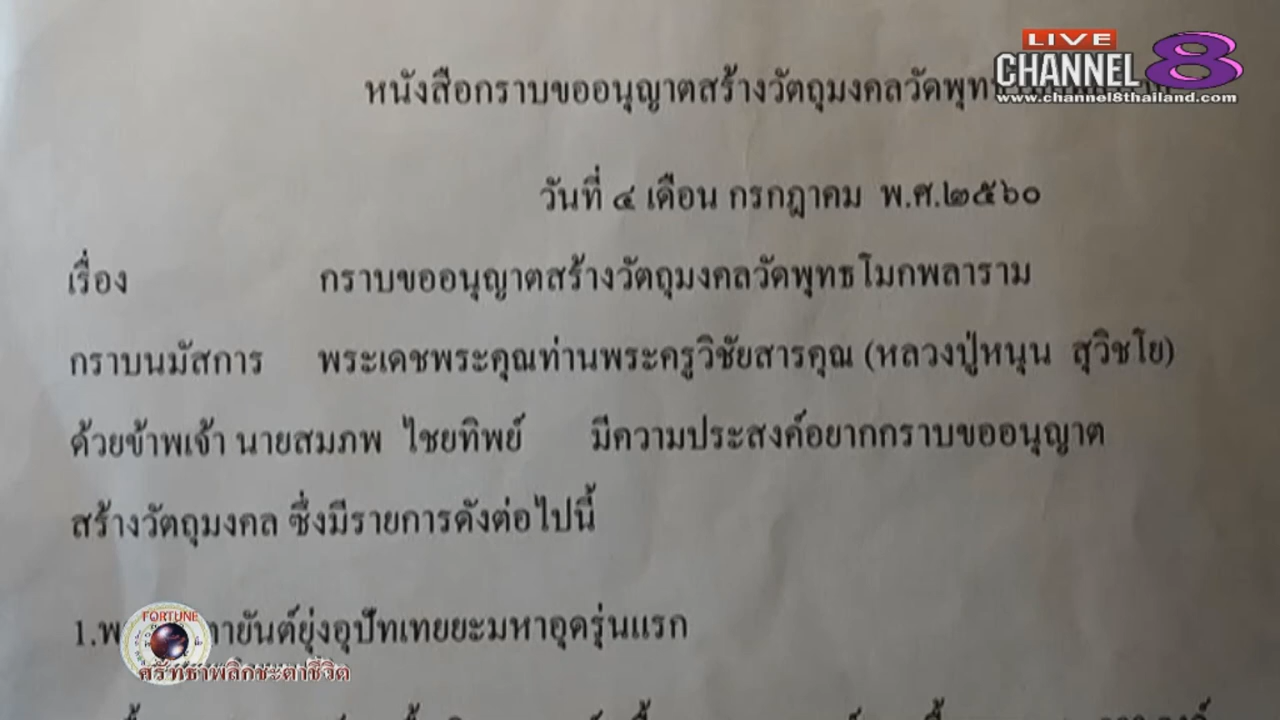 LIVE
CHANNEL 8
www.channel8thailand.com
หนังสือกราบขออนุญาตสร้างวัตถุมงคลวัดพุทธ
วันที่ ๔ เดือน กรกฎาคม พ.ศ.๒๕๖๐
เรื่อง กราบขออนุญาตสร้างวัตถุมงคลวัดพุทธโมกพลาราม
กราบนมัสการ พระเดชพระคุณท่านพระครูวิชัยสารคุณ (หลวงปู่หนุน สุวิชโย)
ด้วยข้าพเจ้า นายสมภพ ไชยทิพย์ มีความประสงค์อยากกราบขออนุญาต
สร้างวัตถุมงคล ซึ่งมีรายการดังต่อไปนี้
1. ยันต์ยุ่งอุปัทเทยยะมหาอุดรุ่นแรก
FORTUNE
ศรัทธาพลิกชะตาชีวิต